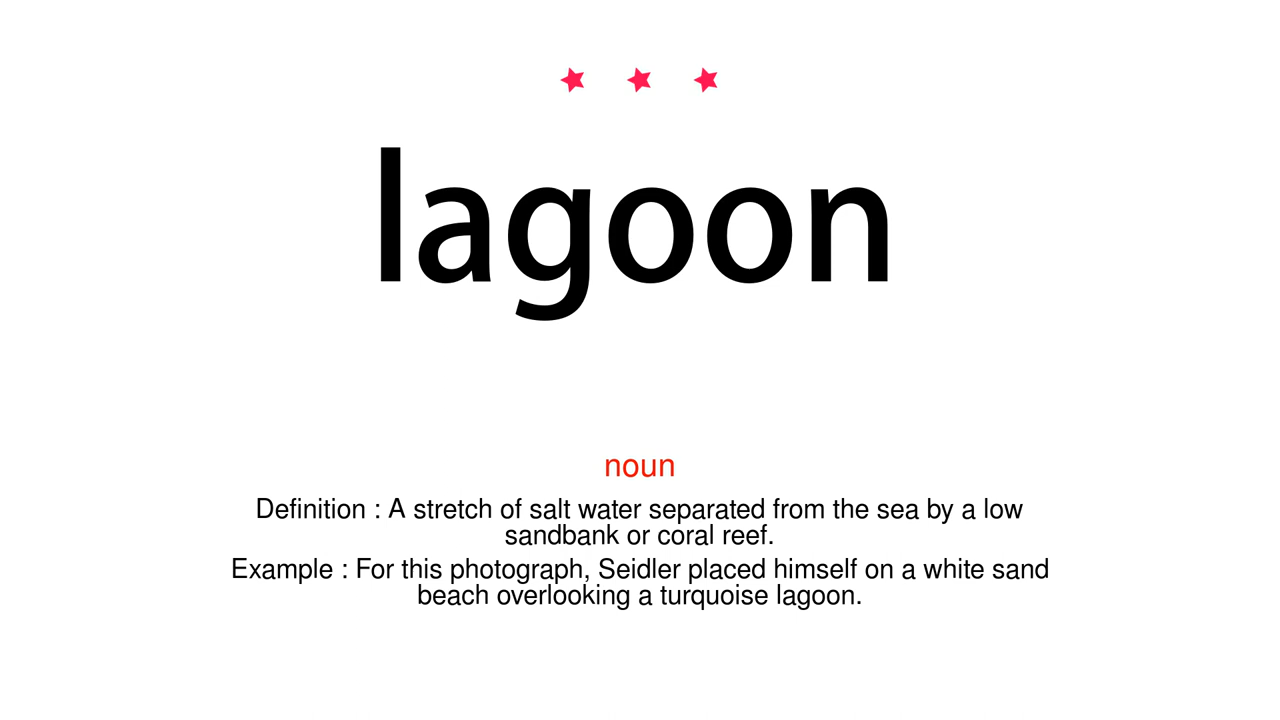 lagoon
noun
Definition : A stretch of salt water separated from the sea by a low
sandbank or coral reef.
Example : For this photograph, Seidler placed himself on a white sand
beach overlooking a turquoise lagoon.